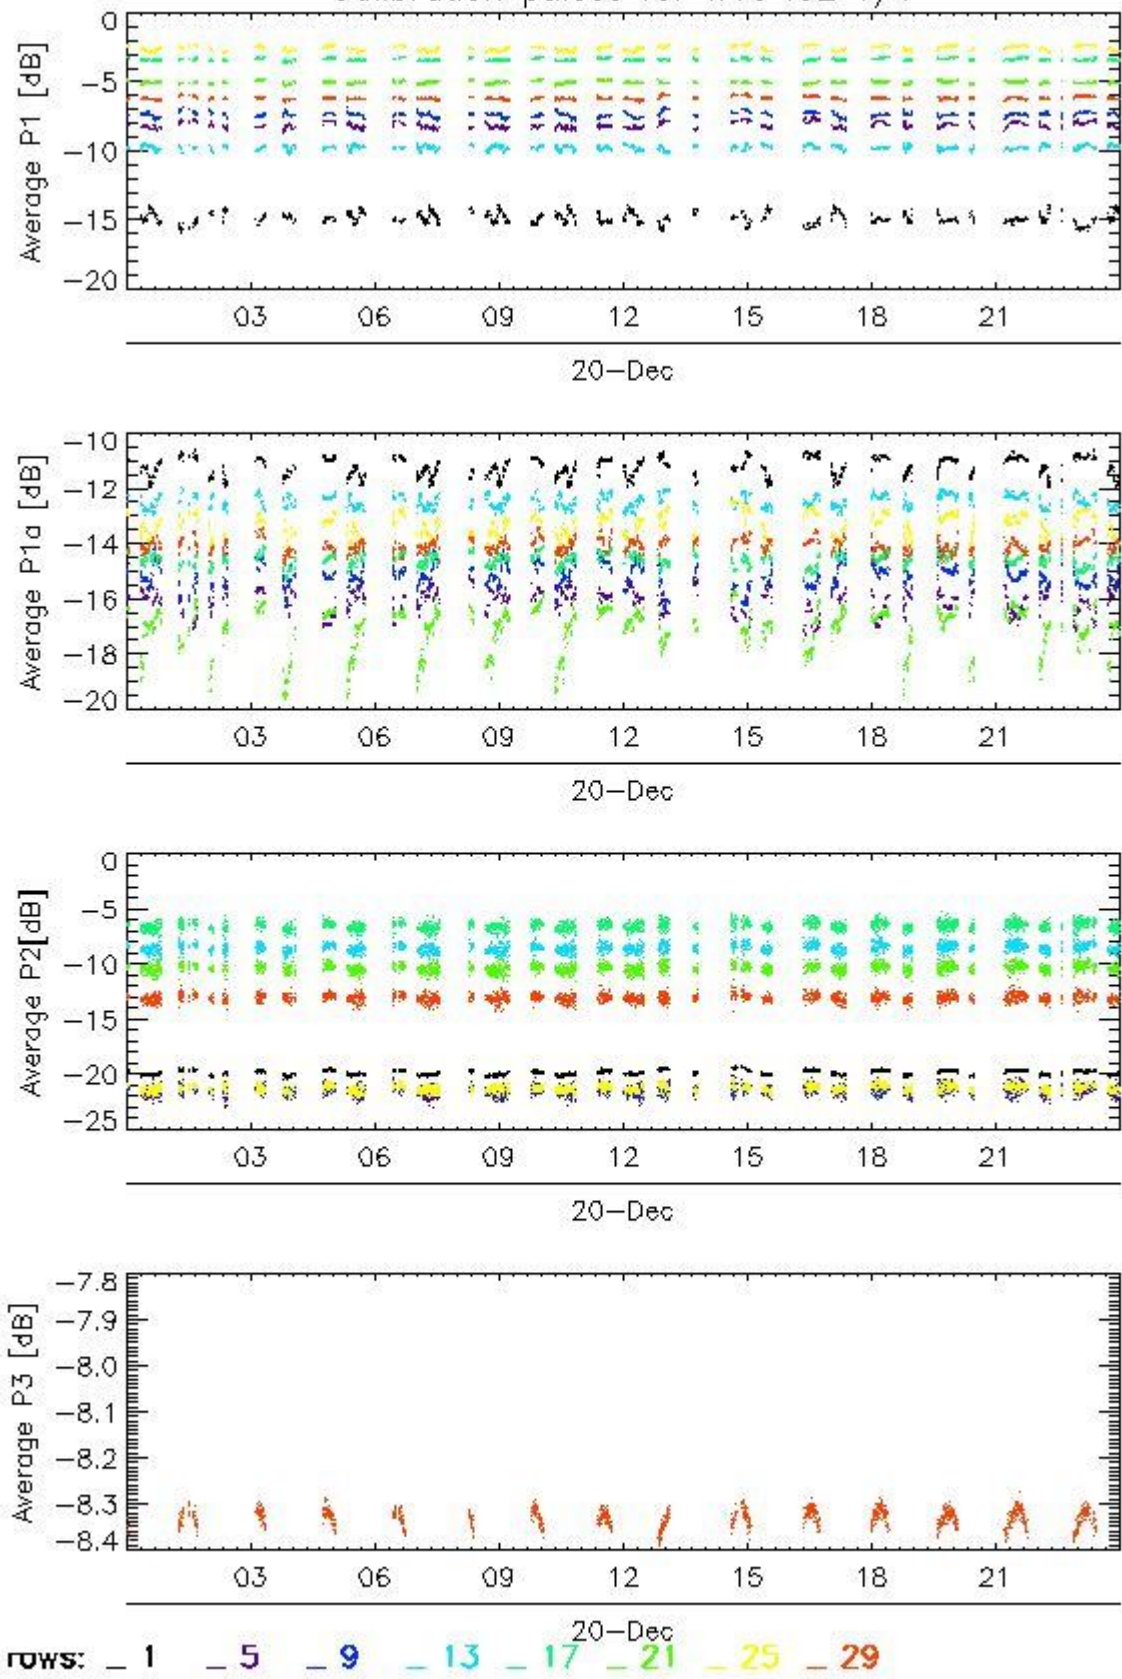 Calibration pulses for
0
−5
−10
−15
−20
Average P1 [dB]
03 06 09 12 15 18 21
20−Dec
−10
−12
−14
−16
−18
−20
Average P1a [dB]
03 06 09 12 15 18 21
20−Dec
0
−5
−10
−15
−20
−25
Average P2[dB]
03 06 09 12 15 18 21
20−Dec
−7.8
−7.9
−8.0
−8.1
−8.2
−8.3
−8.4
Average P3 [dB]
03 06 09 12 15 18 21
20−Dec
rows: _ 1 _ 5 _ 9 _ 13 _ 17 _ 21 _ 25 _ 29